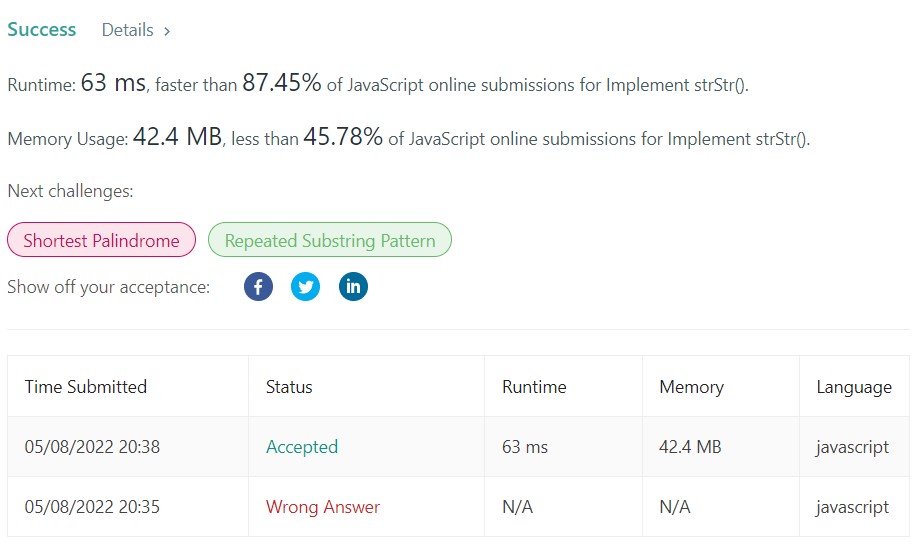 Success Details >
Runtime: 63 ms, faster than 87.45% of JavaScript online submissions for Implement strStr().
Memory Usage: 42.4 MB, less than 45.78% of JavaScript online submissions for Implement strStr().
Next challenges:
Shortest Palindrome Repeated Substring Pattern
Show off your acceptance: f in
Time Submitted Status Runtime Memory Language
05/08/2022 20:38 Accepted 63 ms 42.4 MB javascript
05/08/2022 20:35 Wrong Answer N/A N/A javascript